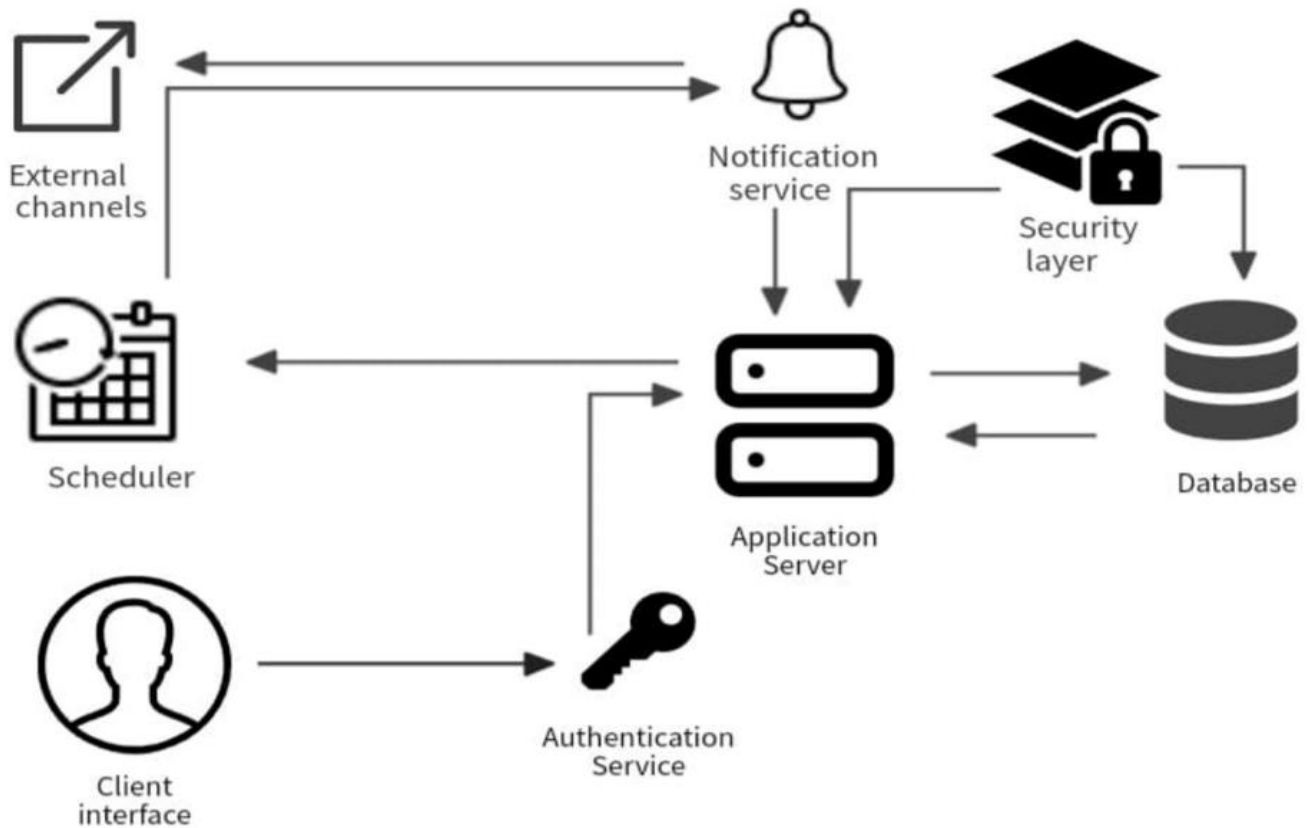 External
channels
Notification
service
Security
layer
Scheduler
Database
Application
Server
Authentication
Service
Client
interface